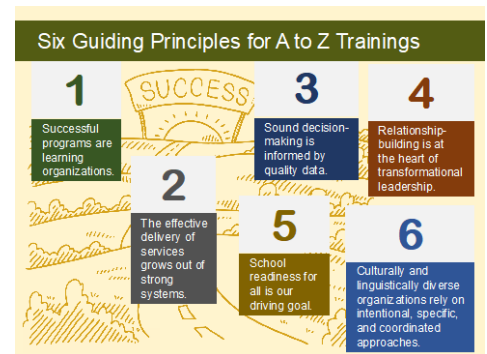 Six Guiding Principles for A to Z Trainings
SUCCESS
1
Successful
programs are
learning
organizations.
2
The effective
delivery of
services
grows out of
strong
systems.
3
Sound decision-
making is
informed by
quality data.
4
Relationship-
building is at
the heart of
transformational
leadership.
5
School
readiness for
all is our
driving goal.
6
Culturally and
linguistically diverse
organizations rely on
intentional, specific,
and coordinated
approaches.